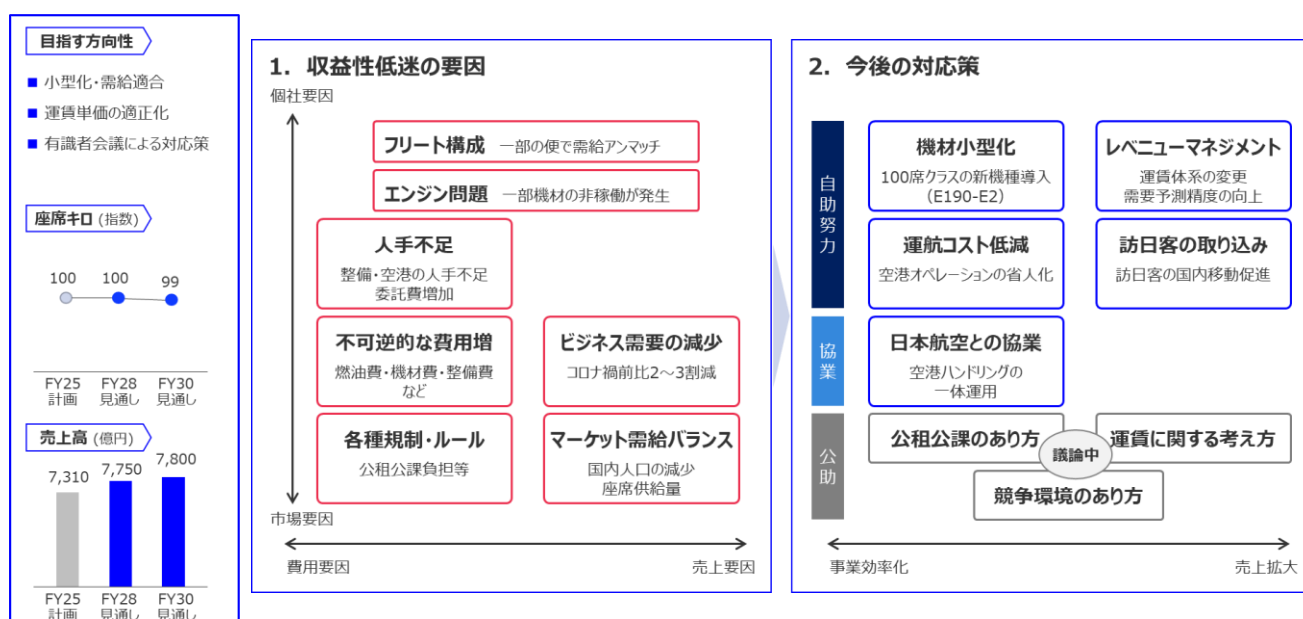 目指す方向性
■ 小型化・需給適合
■ 運賃単価の適正化
■ 有識者会議による対応策
座席キロ (指数)
100 100 99
FY25 FY28 FY30
計画 見通し 見通し
売上高 (億円)
7,310 7,750 7,800
FY25 FY28 FY30
計画 見通し 見通し
1. 収益性低迷の要因
個社要因
フリート構成 一部の便で需給アンマッチ
エンジン問題 一部機材の非稼働が発生
人手不足
整備・空港の人手不足
委託費増加
不可逆的な費用増
燃油費・機材費・整備費
など
ビジネス需要の減少
コロナ禍前比2～3割減
各種規制・ルール
公租公課負担等
マーケット需給バランス
国内人口の減少
座席供給量
市場要因
費用要因 売上要因
2. 今後の対応策
自助努力
機材小型化
100席クラスの新機種導入
(E190-E2)
レベニューマネジメント
運賃体系の変更
需要予測精度の向上
運航コスト低減
空港オペレーションの省人化
訪日客の取り込み
訪日客の国内移動促進
協業
日本航空との協業
空港ハンドリングの
一体運用
公助
公租公課のあり方
運賃に関する考え方
議論中
競争環境のあり方
事業効率化 売上拡大